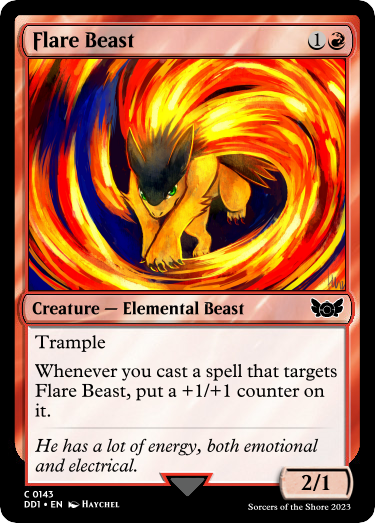 Flare Beast 1
Creature — Elemental Beast
Trample
Whenever you cast a spell that targets
Flare Beast, put a +1/+1 counter on
it.
He has a lot of energy, both emotional
and electrical.
2/1
C 0143
DD1 • EN HAYCHEL
Sorcers of the Shore 2023